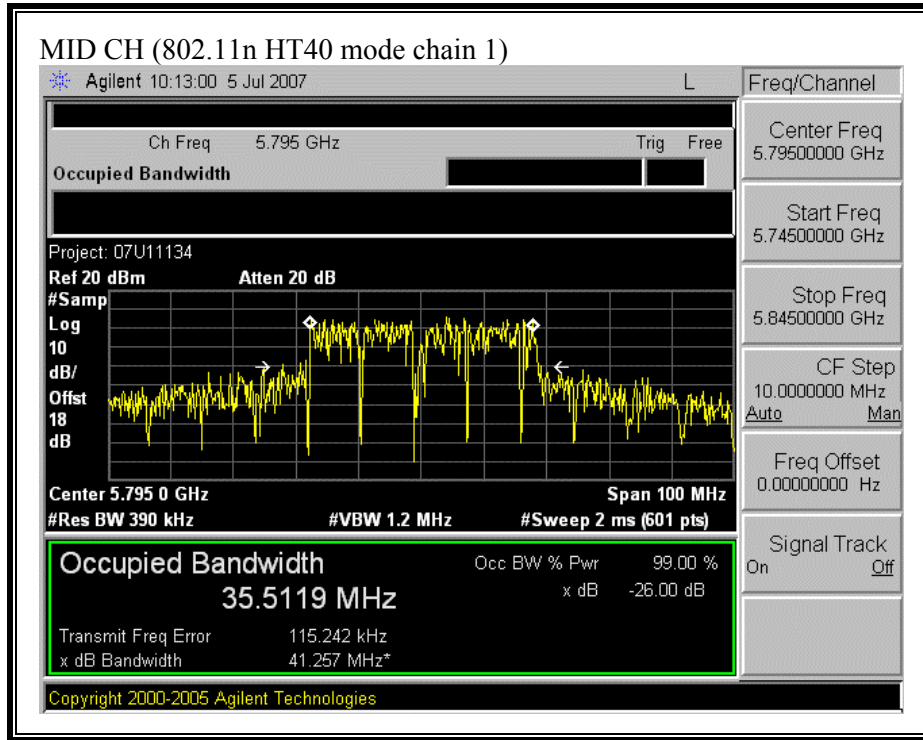 MID CH (802.11n HT40 mode chain 1)
Agilent 10:13:00 5 Jul 2007 L
Ch Freq 5.795 GHz Trig Free
Occupied Bandwidth
Project: 07U11134
Ref 20 dBm Atten 20 dB
#Samp
Log
10
dB/
Offst
18
dB
Center 5.795 0 GHz Span 100 MHz
#Res BW 390 kHz #VBW 1.2 MHz #Sweep 2 ms (601 pts)
Occupied Bandwidth
35.5119 MHz
Occ BW % Pwr 99.00 %
x dB -26.00 dB
Transmit Freq Error 115.242 kHz
x dB Bandwidth 41.257 MHz*
Copyright 2000-2005 Agilent Technologies
Freq/Channel
Center Freq
5.79500000 GHz
Start Freq
5.74500000 GHz
Stop Freq
5.84500000 GHz
CF Step
10.0000000 MHz
Auto Man
Freq Offset
0.00000000 Hz
Signal Track
On Off